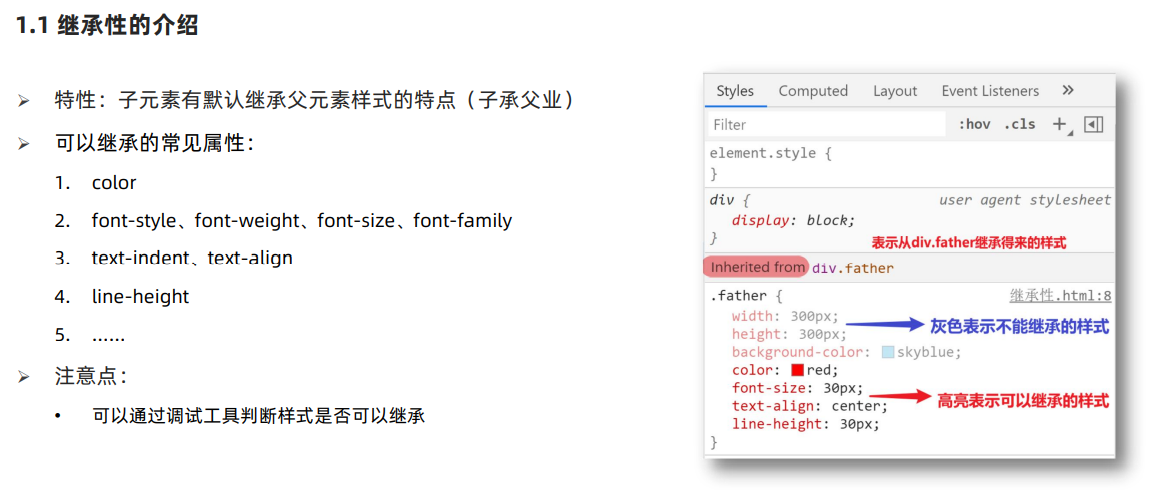 1.1 继承性的介绍
➢ 特性：子元素有默认继承父元素样式的特点（子承父业）
➢ 可以继承的常见属性：
1. color
2. font-style、font-weight、font-size、font-family
3. text-indent、text-align
4. line-height
5. ……
➢ 注意点：
• 可以通过调试工具判断样式是否可以继承
Styles Computed Layout Event Listeners »
Filter :hov .cls +
element.style {
}
div { user agent stylesheet
display: block;
}
表示从div.father继承得来的样式
Inherited from div.father
.father { 继承性.html:8
width: 300px;
height: 300px;
灰色表示不能继承的样式
background-color: skyblue;
color: red;
font-size: 30px;
高亮表示可以继承的样式
text-align: center;
line-height: 30px;
}